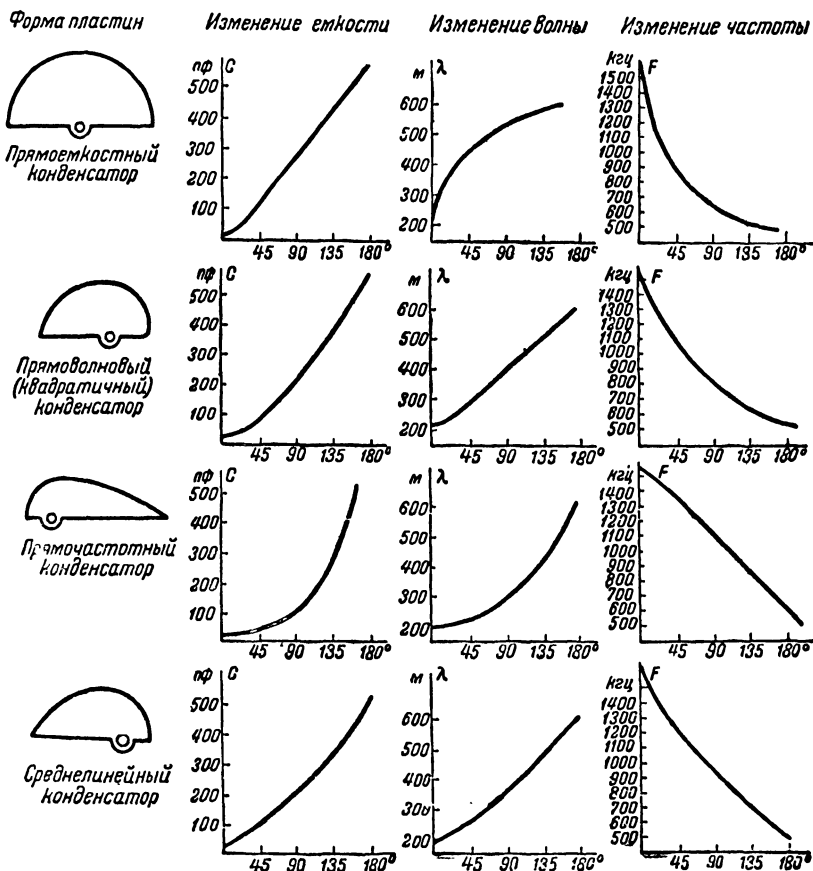 Форма пластин
Изменение емкости
Изменение волны
Изменение частоты
Прямоемкостный
конденсатор
пф C
500
400
300
200
100
45 90 135 180°
м λ
600
500
400
300
200
45 90 135 180°
кгц F
1500
1400
1300
1200
1100
1000
900
800
700
600
500
45 90 135 180°
Прямоволновый
(квадратичный)
конденсатор
пф C
500
400
300
200
100
45 90 135 180°
м λ
600
500
400
300
200
45 90 135 180°
кгц F
1400
1300
1200
1100
1000
900
800
700
600
500
45 90 135 180°
Прямочастотный
конденсатор
пф C
500
400
300
200
100
45 90 135 180°
м λ
600
500
400
300
200
45 90 135 180°
кгц F
1400
1300
1200
1100
1000
900
800
700
600
500
45 90 135 180°
Среднелинейный
конденсатор
пф C
500
400
300
200
100
45 90 135 180°
м λ
600
500
400
300
200
45 90 135 180°
кгц F
1400
1300
1200
1100
1000
900
800
700
600
500
45 90 135 180°